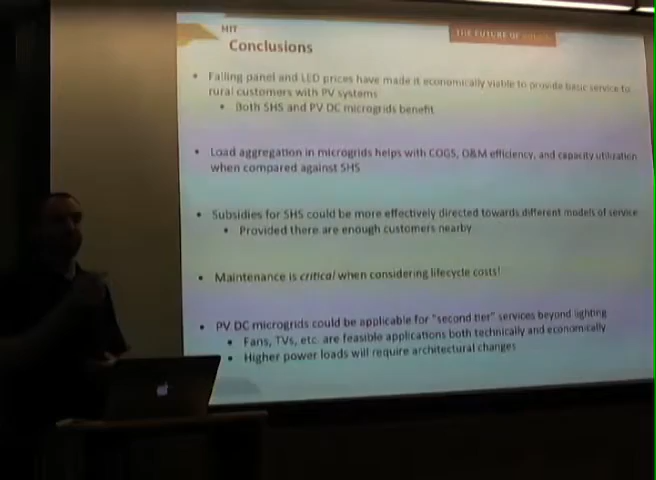 MIT
THE FUTURE OF SOLAR
Conclusions
• Falling panel and LED prices have made it economically viable to provide basic service to
rural customers with PV systems
• Both SHS and PV DC microgrids benefit
• Load aggregation in microgrids helps with COGS, O&M efficiency, and capacity utilization
when compared against SHS
• Subsidies for SHS could be more effectively directed towards different models of service
• Provided there are enough customers nearby
• Maintenance is critical when considering lifecycle costs!
• PV DC microgrids could be applicable for "second tier" services beyond lighting
• Fans, TVs, etc. are feasible applications both technically and economically
• Higher power loads will require architectural changes